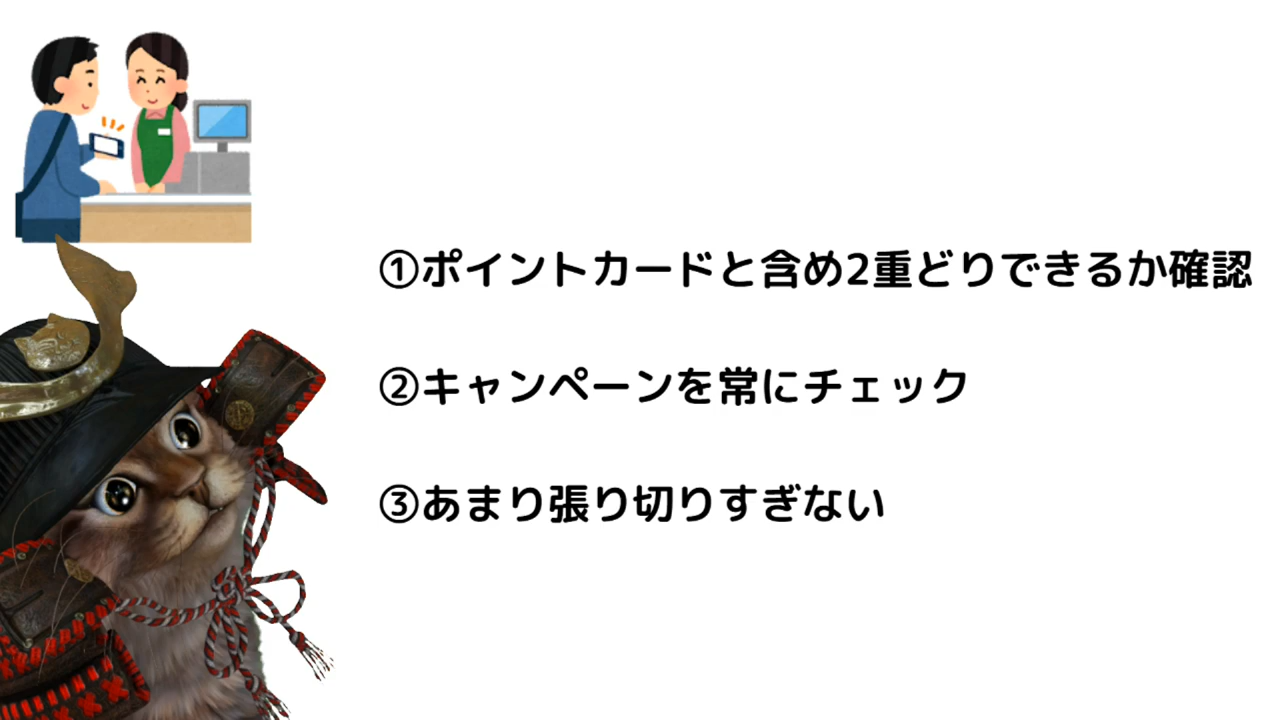 ①ポイントカードと含め2重どりできるか確認
②キャンペーンを常にチェック
③あまり張り切りすぎない